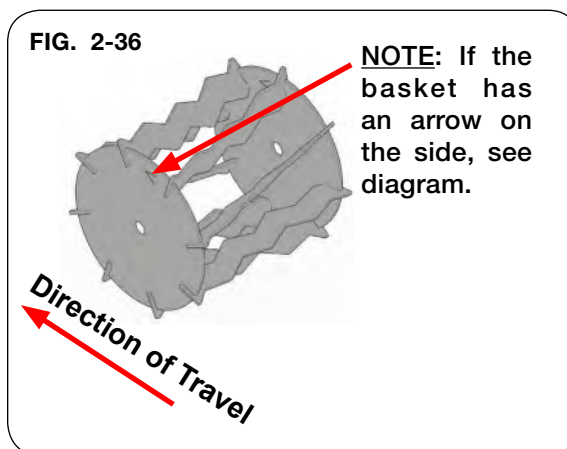 FIG. 2-36
NOTE: If the
basket has
an arrow on
the side, see
diagram.
Direction of Travel